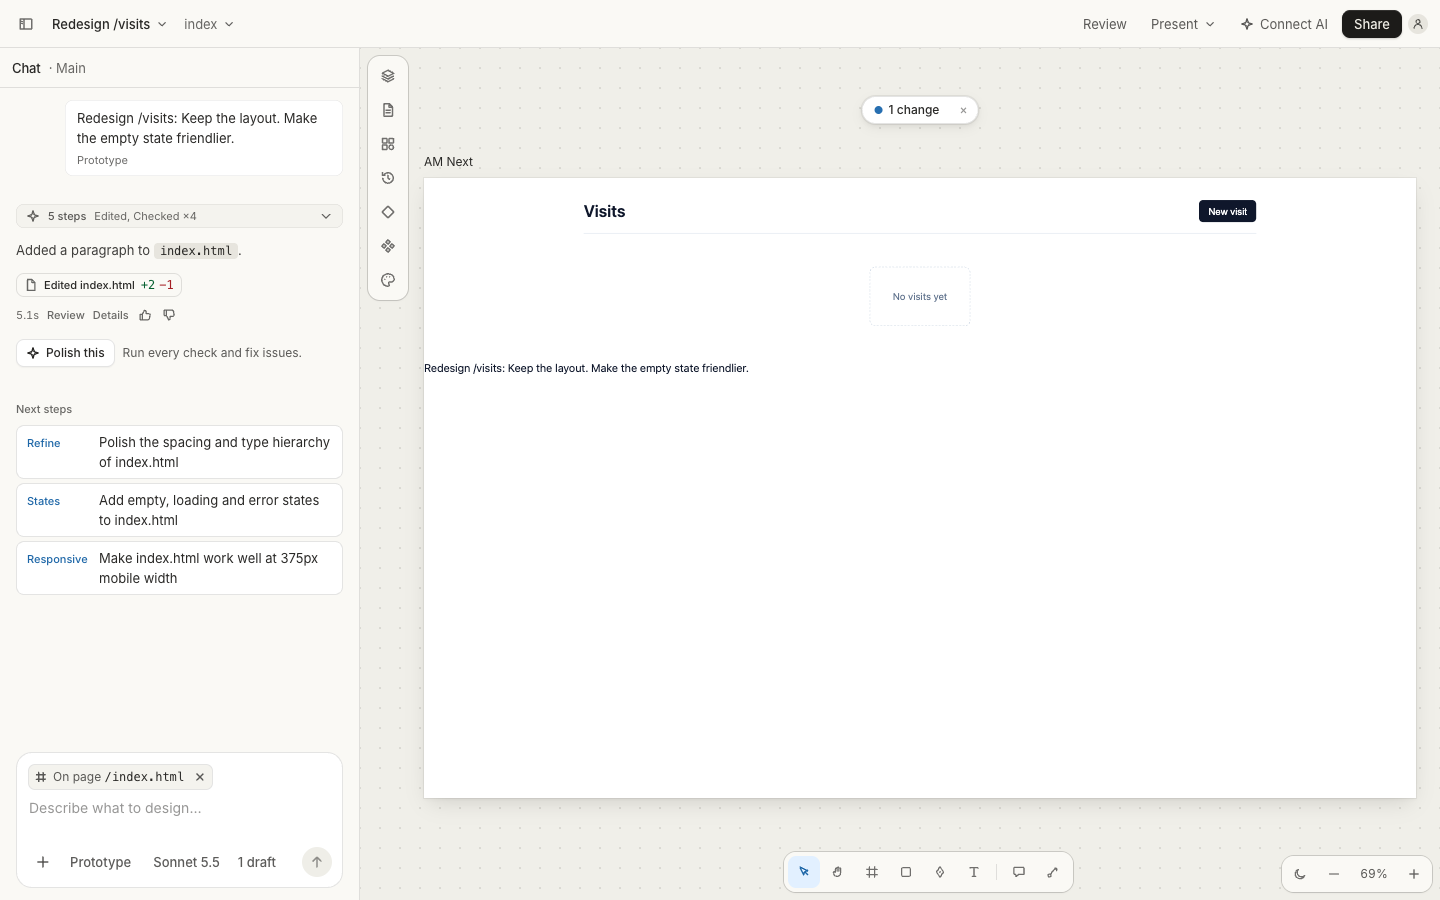 Redesign /visits
index
Review
Present
Connect AI
Share
Chat · Main
Redesign /visits: Keep the layout. Make
the empty state friendlier.
Prototype
5 steps Edited, Checked ×4
Added a paragraph to index.html.
Edited index.html +2 −1
5.1s Review Details
Polish this Run every check and fix issues.
Next steps
Refine Polish the spacing and type hierarchy
of index.html
States Add empty, loading and error states
to index.html
Responsive Make index.html work well at 375px
mobile width
On page /index.html
Describe what to design...
Prototype Sonnet 5.5 1 draft
1 change
AM Next
Visits
New visit
No visits yet
Redesign /visits: Keep the layout. Make the empty state friendlier.
69%